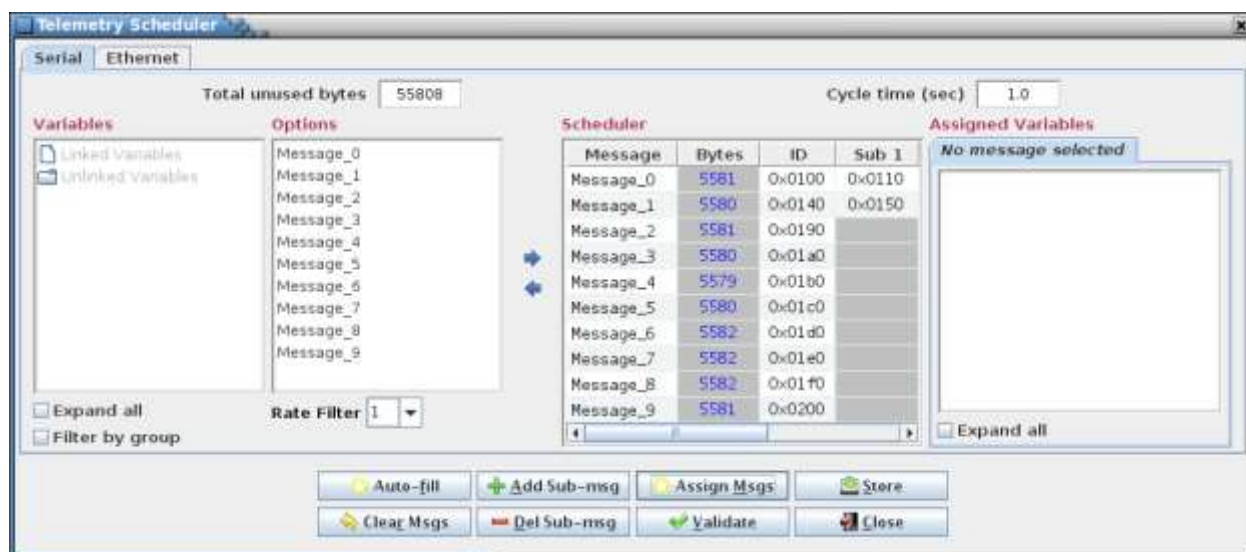 Telemetry Scheduler
Serial Ethernet
Total unused bytes 55808 Cycle time (sec) 1.0
Variables Options Scheduler Assigned Variables
Linked Variables
Unlinked Variables
Message_0
Message_1
Message_2
Message_3
Message_4
Message_5
Message_6
Message_7
Message_8
Message_9
Message Bytes ID Sub 1
Message_0 5581 0x0100 0x0110
Message_1 5580 0x0140 0x0150
Message_2 5581 0x0190
Message_3 5580 0x01a0
Message_4 5579 0x01b0
Message_5 5580 0x01c0
Message_6 5582 0x01d0
Message_7 5582 0x01e0
Message_8 5582 0x01f0
Message_9 5581 0x0200
No message selected
Expand all
Filter by group
Rate Filter 1
Expand all
Auto-fill Add Sub-msg Assign Msgs Store
Clear Msgs Del Sub-msg Validate Close